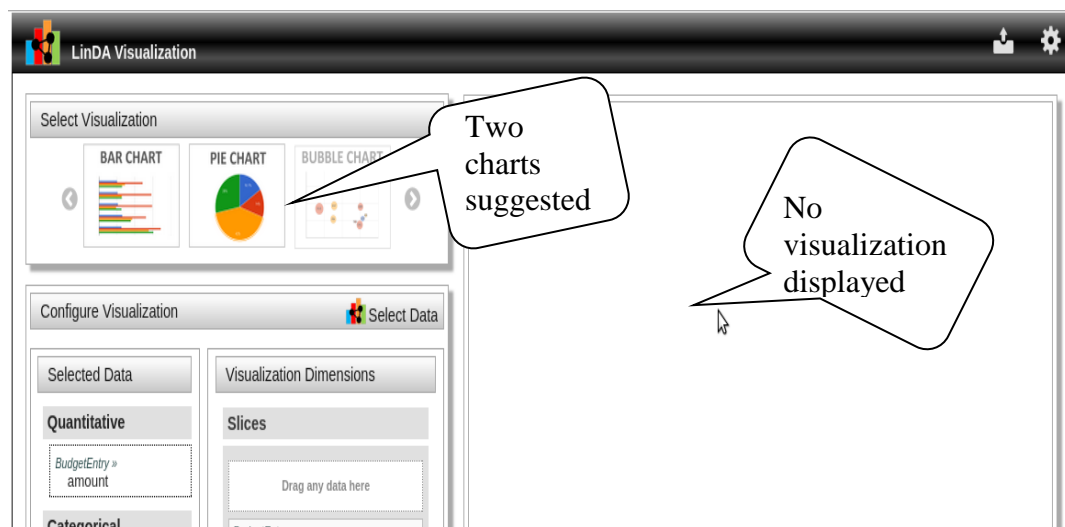 LinDA Visualization
Select Visualization
BAR CHART
PIE CHART
BUBBLE CHART
Two
charts
suggested
No
visualization
displayed
Configure Visualization
Select Data
Selected Data
Visualization Dimensions
Quantitative
Slices
BudgetEntry »
amount
Drag any data here
Categorical